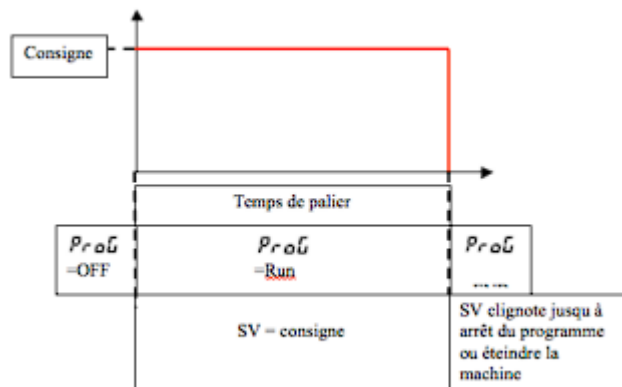 Consigne
Temps de palier
ProG
=OFF
ProG
=Run
ProG
SV = consigne
SV clignote jusqu à
arrêt du programme
ou éteindre la
machine